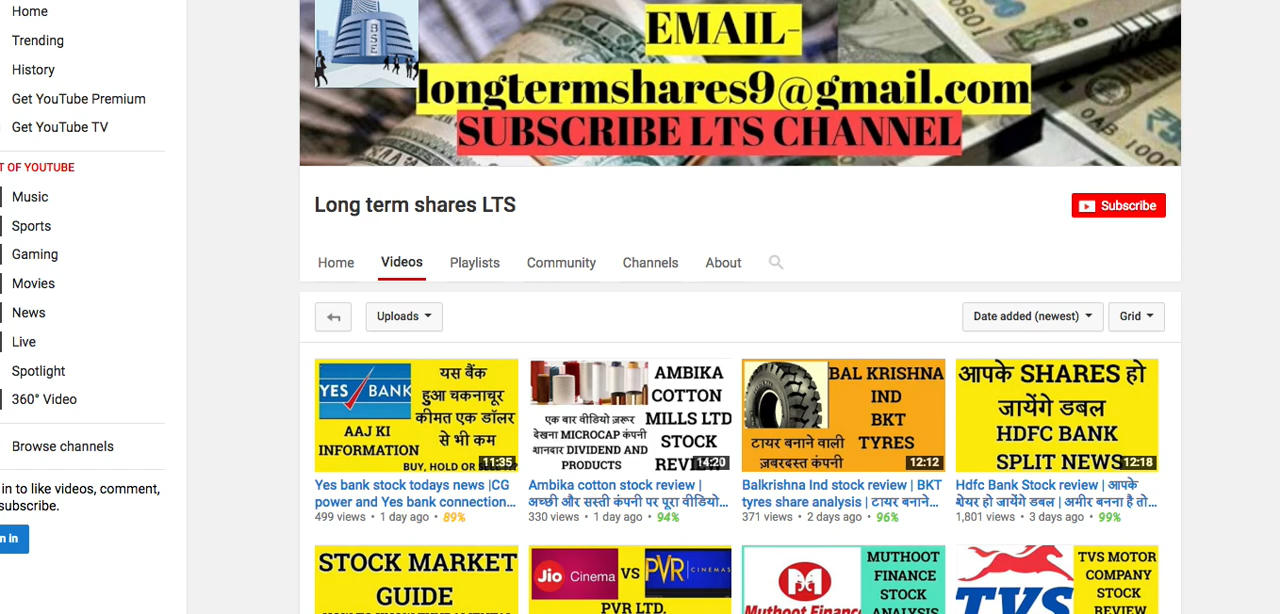 Home
Trending
History
Get YouTube Premium
Get YouTube TV
T OF YOUTUBE
Music
Sports
Gaming
Movies
News
Live
Spotlight
360° Video
Browse channels
in to like videos, comment,
subscribe.
n in
BSE
EMAIL-
longtermshares9@gmail.com
SUBSCRIBE LTS CHANNEL
1000
Long term shares LTS
Subscribe
Home Videos Playlists Community Channels About
Uploads
Date added (newest) Grid
YES BANK
यस बैंक
हुआ चकनाचूर
कीमत एक डॉलर
से भी कम
AAJ KI
INFORMATION
BUY, HOLD OR
11:35
Yes bank stock todays news |CG
power and Yes bank connection...
499 views • 1 day ago • 89%
AMBIKA
COTTON
MILLS LTD
STOCK
एक बार वीडियो ज़रूर
देखना MICROCAP कंपनी
शानदार DIVIDEND AND
PRODUCTS
14:20
Ambika cotton stock review |
अच्छी और सस्ती कंपनी पर पूरा वीडियो...
330 views • 1 day ago • 94%
BAL KRISHNA
IND
BKT
TYRES
टायर बनाने वाली
ज़बरदस्त कंपनी
12:12
Balkrishna Ind stock review | BKT
tyres share analysis | टायर बनाने...
371 views • 2 days ago • 96%
आपके SHARES हो
जायेंगे डबल
HDFC BANK
SPLIT NEWS
12:18
Hdfc Bank Stock review | आपके
शेयर हो जायेंगे डबल | अमीर बनना है तो...
1,801 views • 3 days ago • 99%
STOCK MARKET
GUIDE
Jio Cinema VS PVR CINEMAS
PVR LTD.
Muthoot Finance
MUTHOOT
FINANCE
STOCK
ANALYSIS
TVS
TVS MOTOR
COMPANY
STOCK
REVIEW